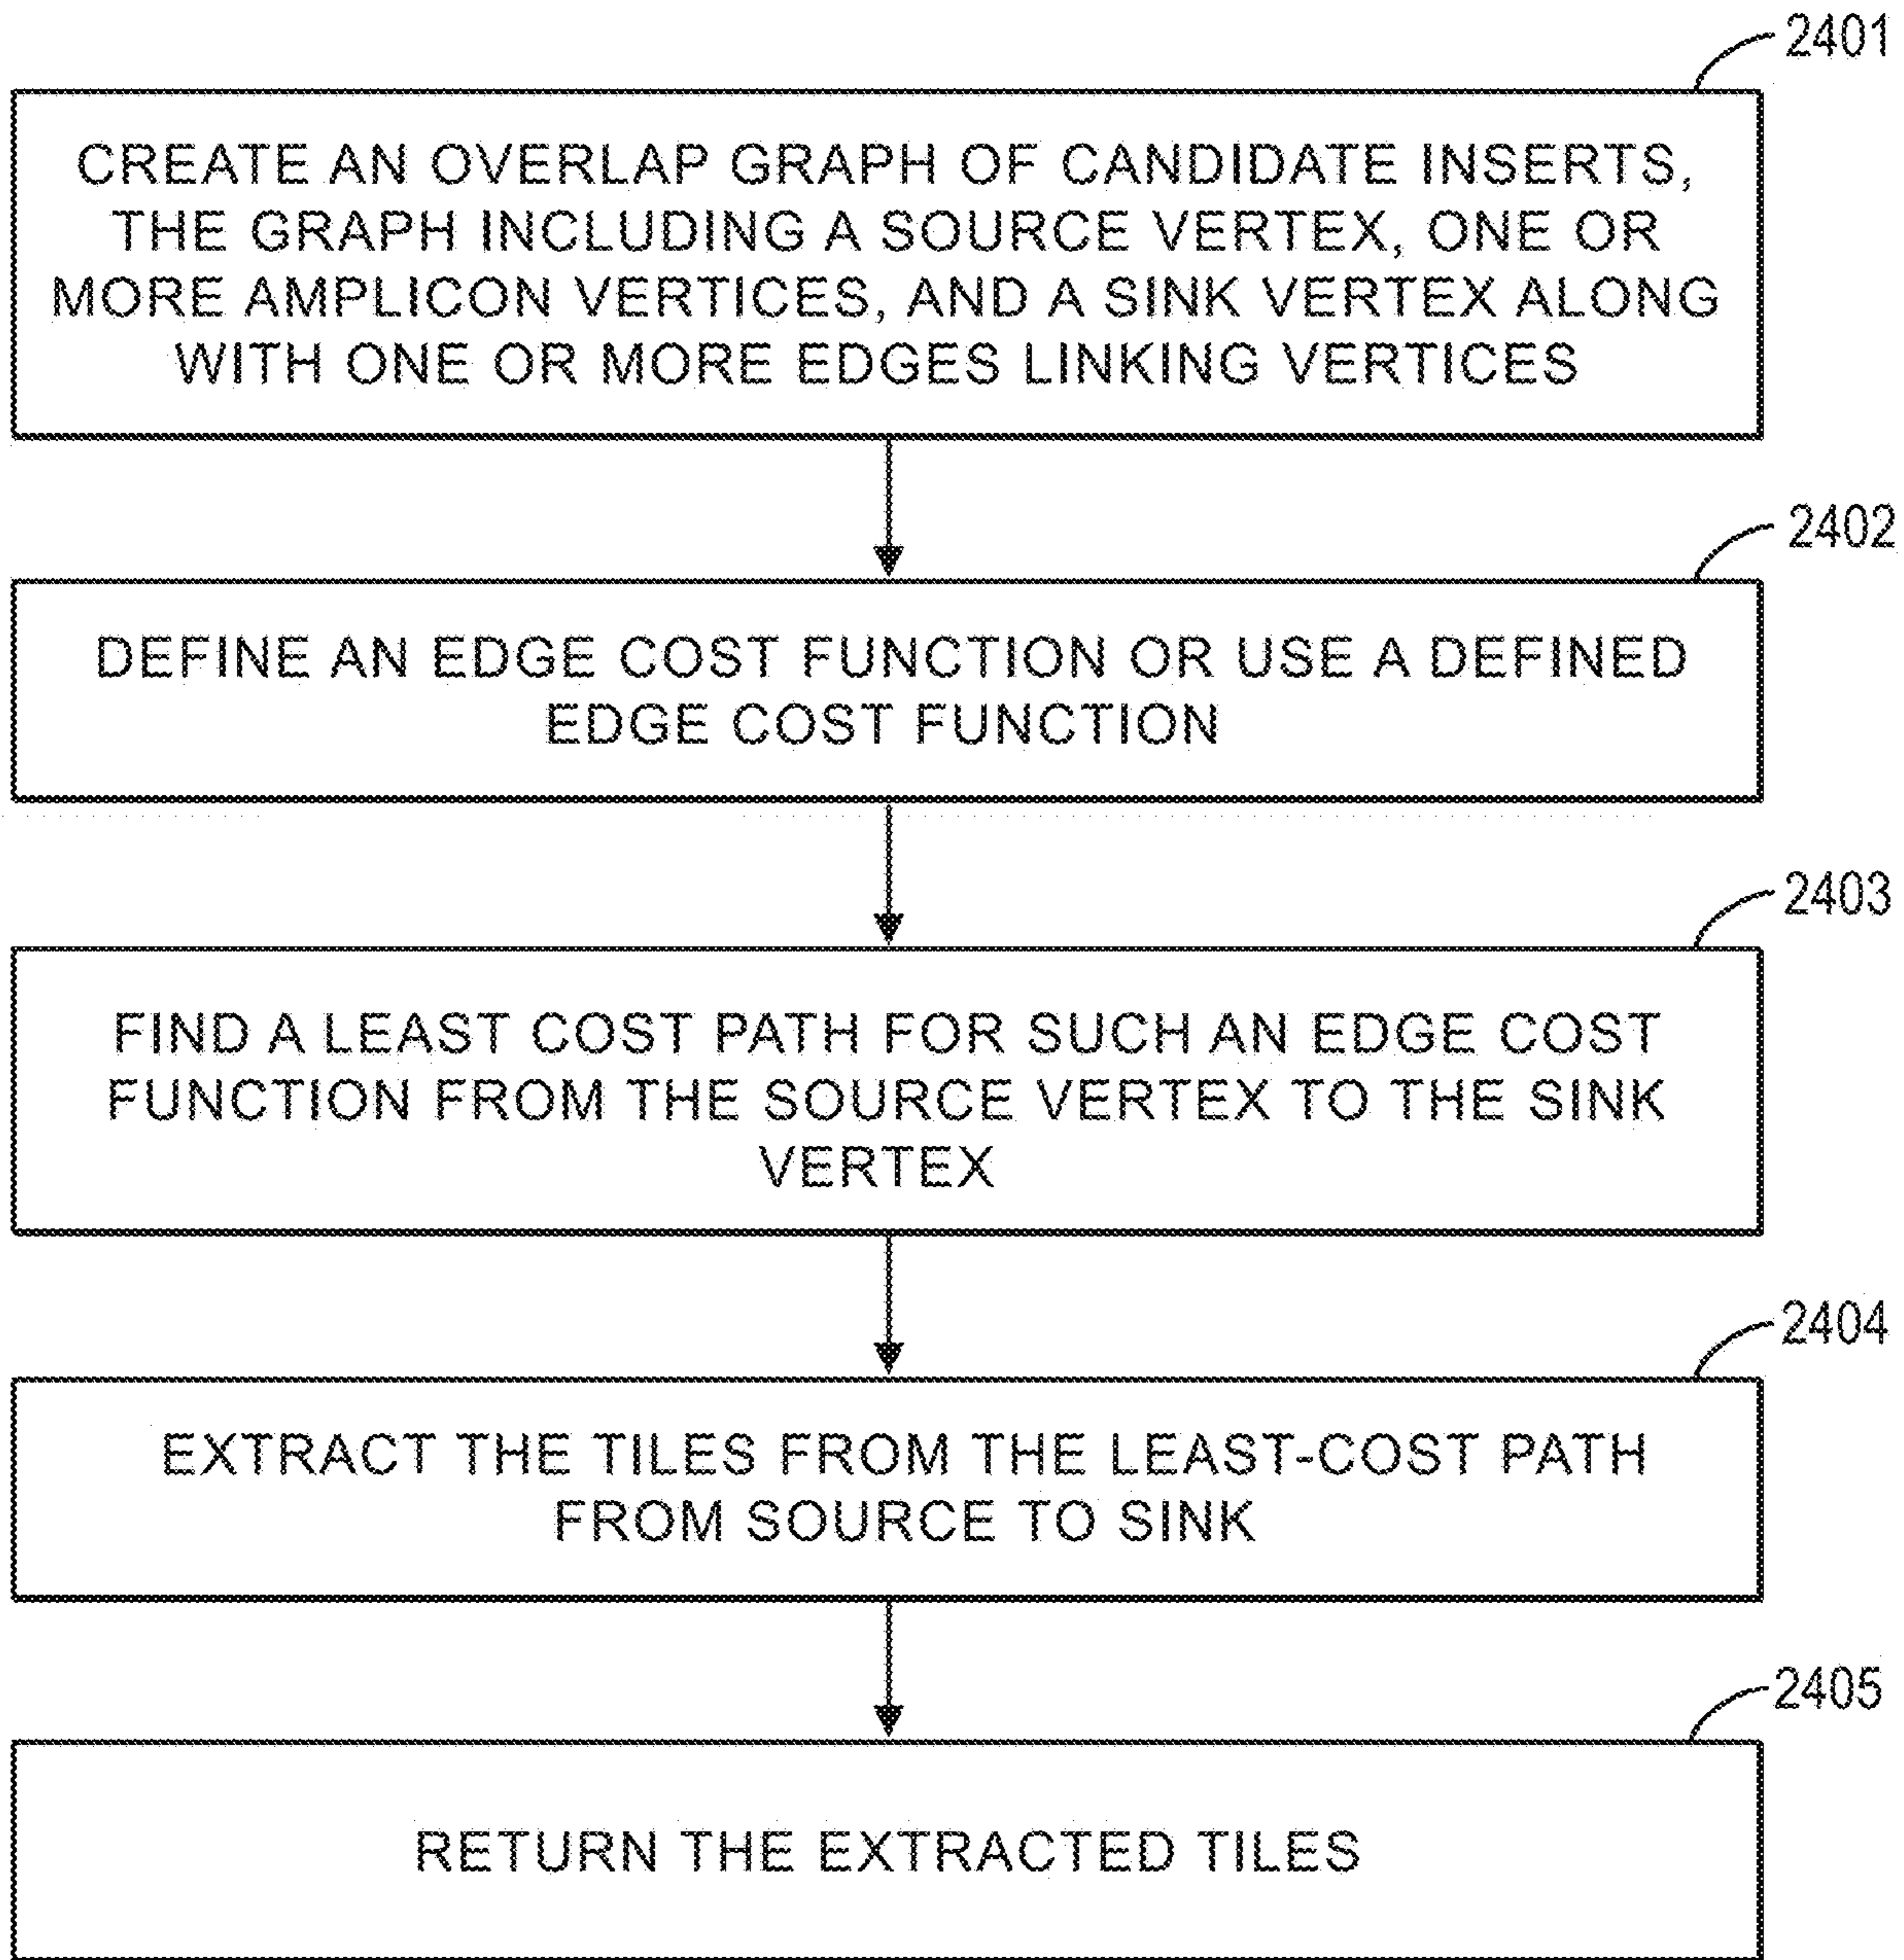 2401
CREATE AN OVERLAP GRAPH OF CANDIDATE INSERTS,
THE GRAPH INCLUDING A SOURCE VERTEX, ONE OR
MORE AMPLICON VERTICES, AND A SINK VERTEX ALONG
WITH ONE OR MORE EDGES LINKING VERTICES
2402
DEFINE AN EDGE COST FUNCTION OR USE A DEFINED
EDGE COST FUNCTION
2403
FIND A LEAST COST PATH FOR SUCH AN EDGE COST
FUNCTION FROM THE SOURCE VERTEX TO THE SINK
VERTEX
2404
EXTRACT THE TILES FROM THE LEAST-COST PATH
FROM SOURCE TO SINK
2405
RETURN THE EXTRACTED TILES